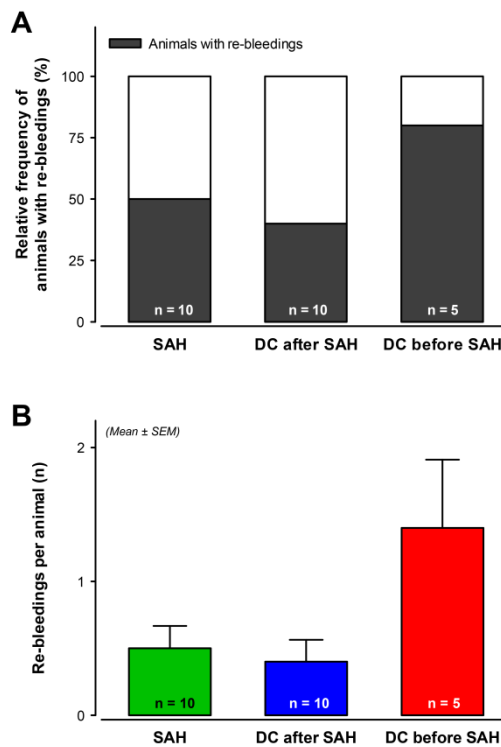 A
Animals with re-bleedings
Relative frequency of
animals with re-bleedings (%)
100
75
50
25
0
n = 10
n = 10
n = 5
SAH
DC after SAH
DC before SAH
B
(Mean ± SEM)
Re-bleedings per animal (n)
2
1
0
n = 10
n = 10
n = 5
SAH
DC after SAH
DC before SAH